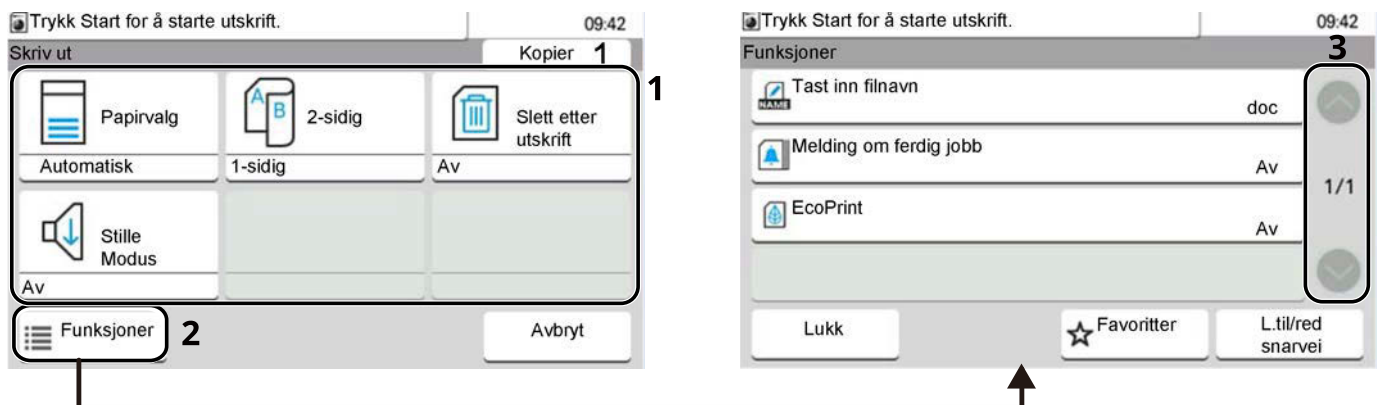 Trykk Start for å starte utskrift.
09:42
Skriv ut
Kopier 1
1
Papirvalg
Automatisk
A
B
2-sidig
1-sidig
Slett etter
utskrift
Av
Stille
Modus
Av
Funksjoner
2
Avbryt
Trykk Start for å starte utskrift.
09:42
Funksjoner
3
NAME
Tast inn filnavn
doc
Melding om ferdig jobb
Av
1/1
EcoPrint
Av
Lukk
Favoritter
L.til/red
snarvei